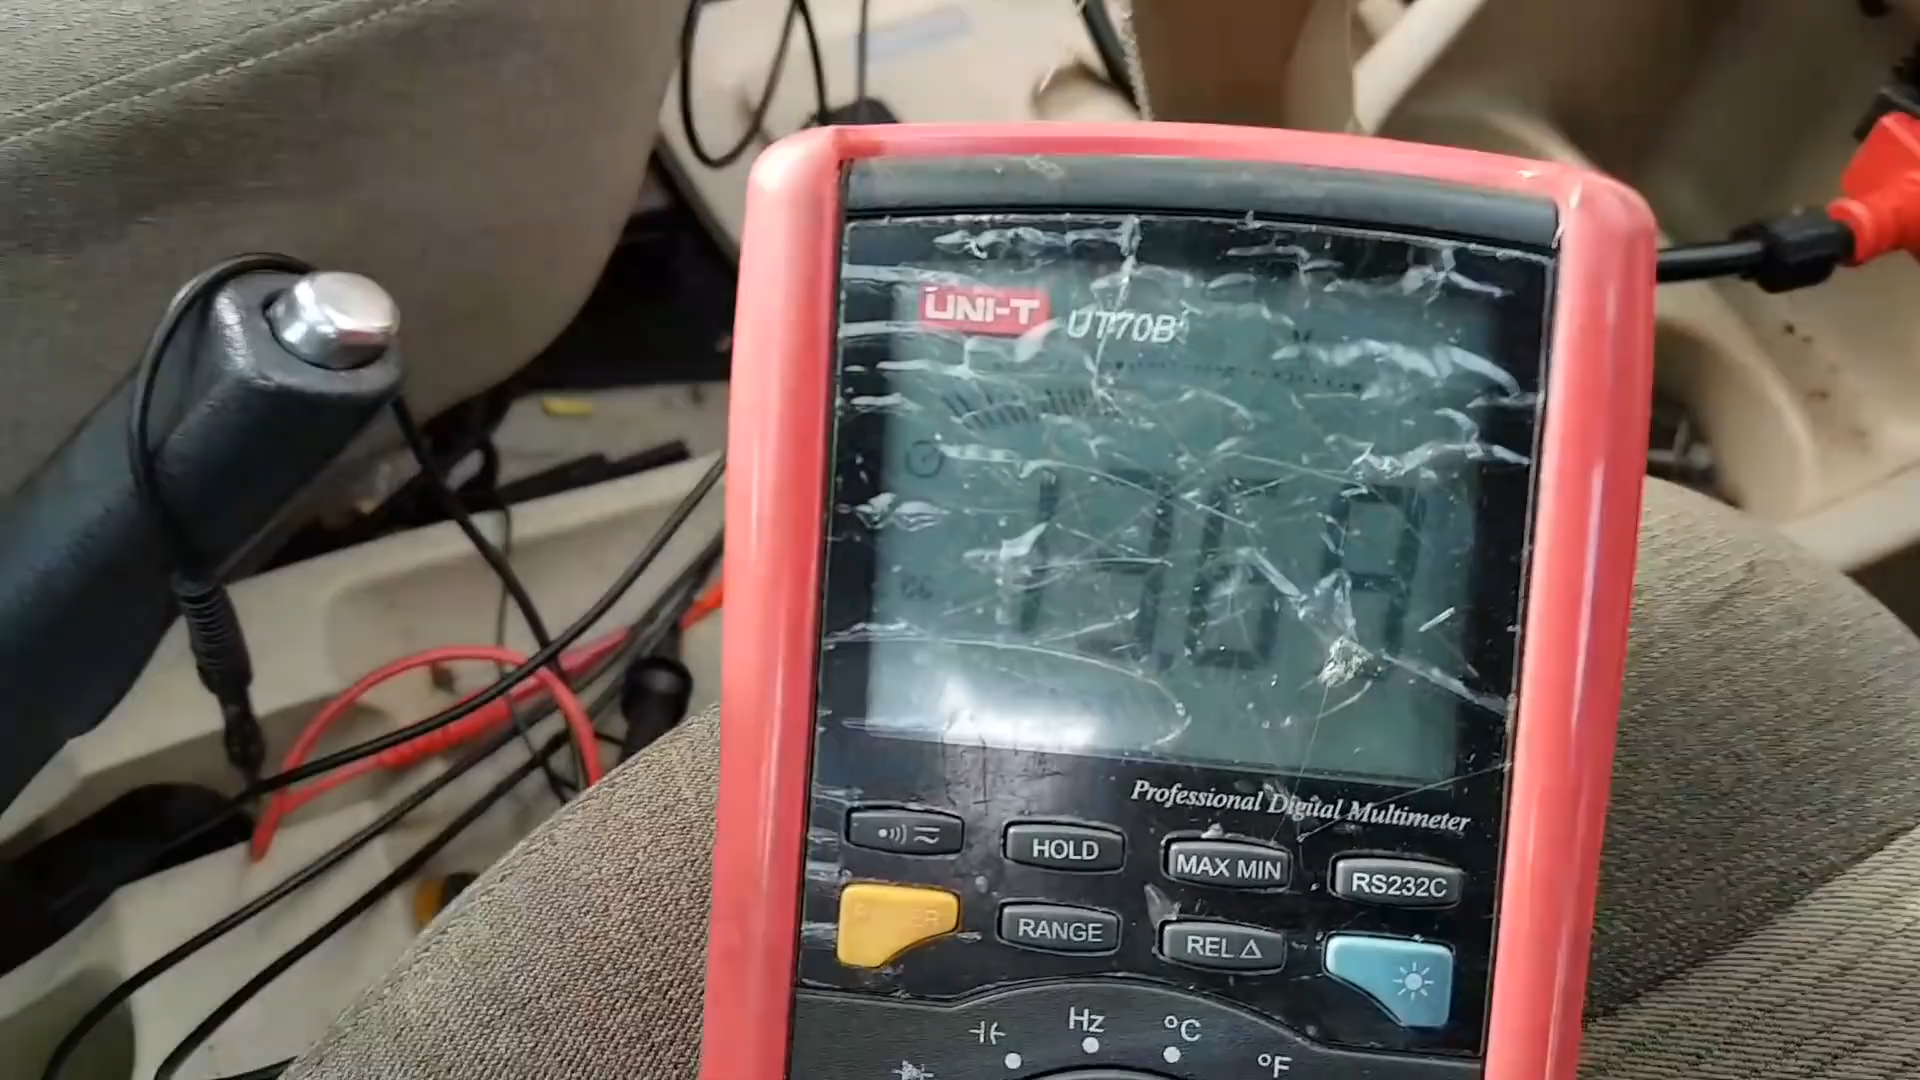 UNI-T UT70B
Professional Digital Multimeter
HOLD
MAX MIN
RS232C
RANGE
REL Δ
Hz
°C
°F